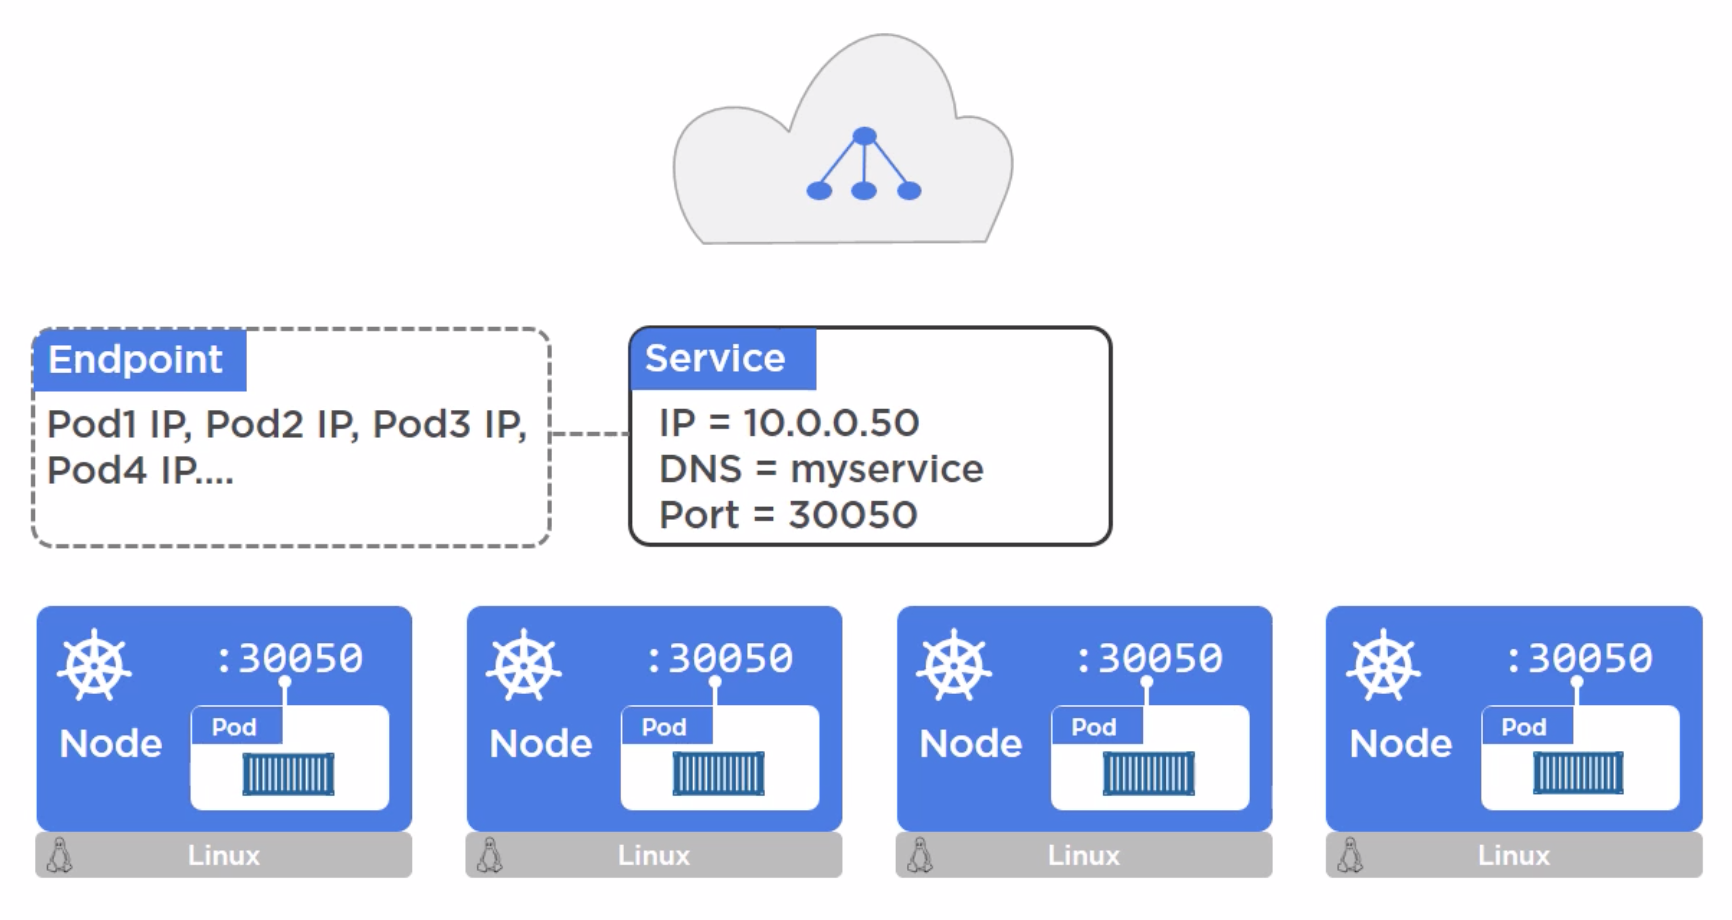 Endpoint
Pod1 IP, Pod2 IP, Pod3 IP,
Pod4 IP....
Service
IP = 10.0.0.50
DNS = myservice
Port = 30050
:30050
Node
Pod
Linux
:30050
Node
Pod
Linux
:30050
Node
Pod
Linux
:30050
Node
Pod
Linux